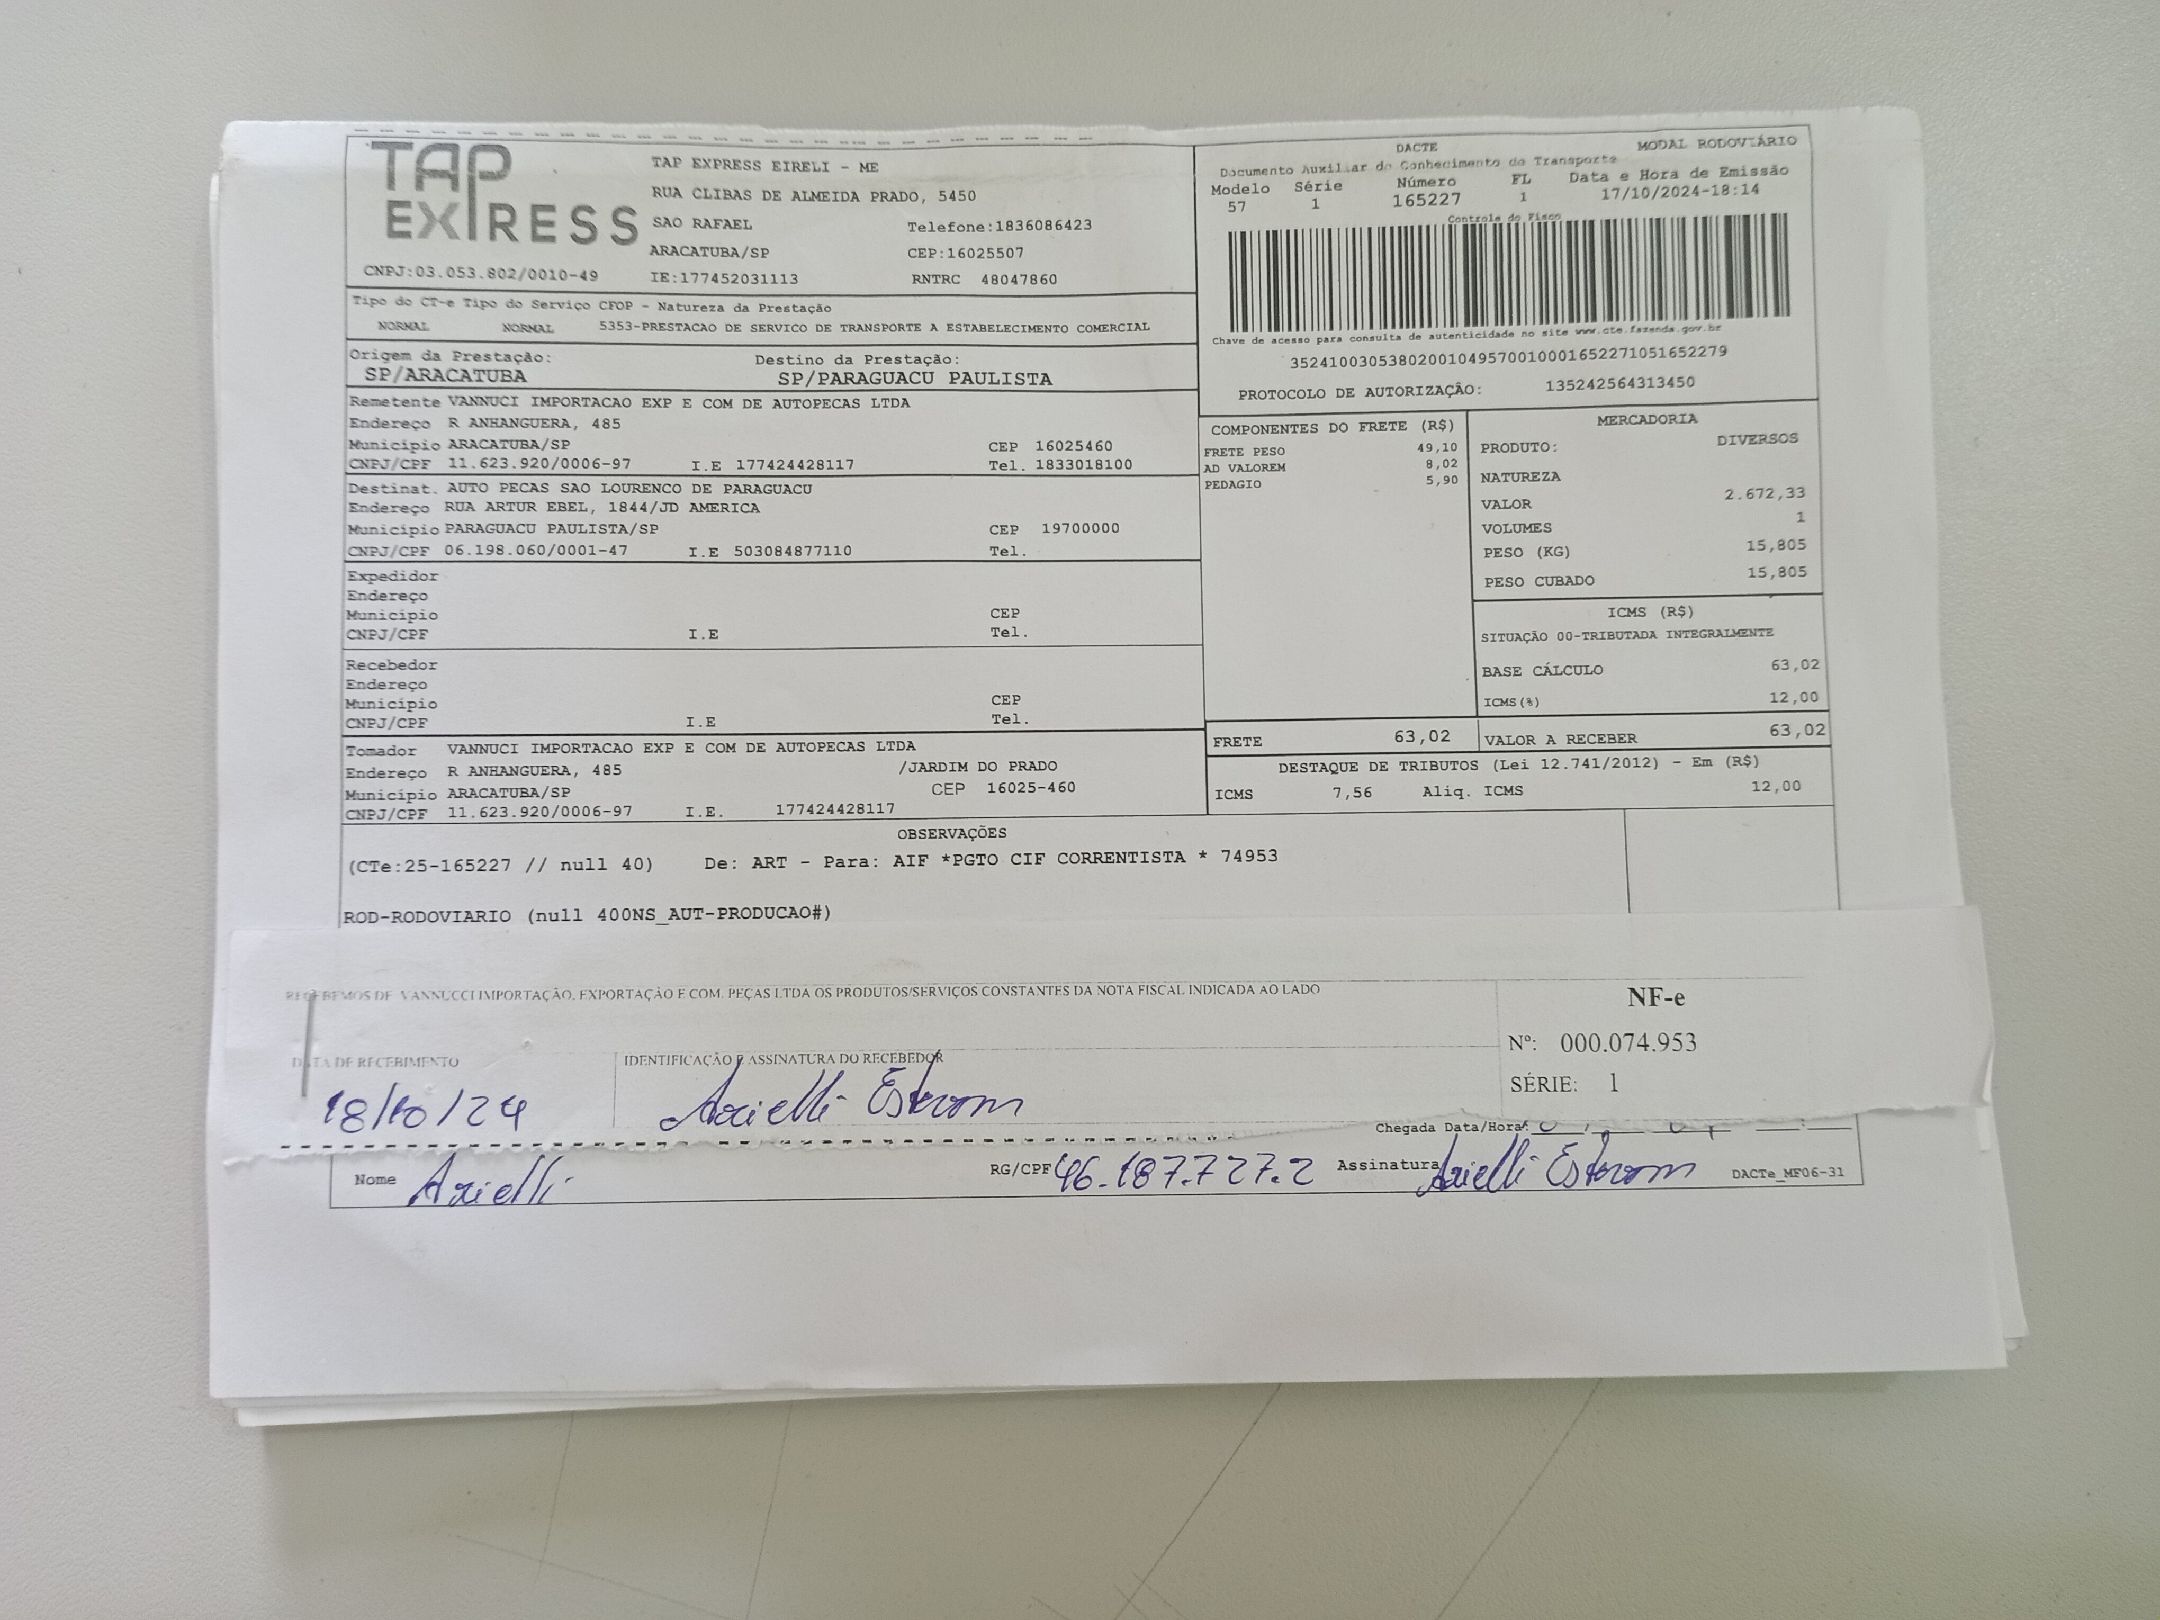 TAP EXPRESS
TAP EXPRESS EIRELI - ME
RUA CLIBAS DE ALMEIDA PRADO, 5450
SAO RAFAEL Telefone:1836086423
ARACATUBA/SP CEP:16025507
CNPJ:03.053.802/0010-49 IE:177452031113 RNTRC 48047860
DACTE MODAL RODOVIÁRIO
Documento Auxiliar do Conhecimento do Transporte
Modelo Série Número FL Data e Hora de Emissão
57 1 165227 1 17/10/2024-18:14
Controle do Fisco
Chave de acesso para consulta de autenticidade no site www.cte.fazenda.gov.br
35241003053802001049570010001652271051652279
PROTOCOLO DE AUTORIZAÇÃO: 135242564313450
Tipo do CT-e Tipo do Serviço CFOP - Natureza da Prestação
NORMAL NORMAL 5353-PRESTACAO DE SERVICO DE TRANSPORTE A ESTABELECIMENTO COMERCIAL
Origem da Prestação: Destino da Prestação:
SP/ARACATUBA SP/PARAGUACU PAULISTA
Remetente VANNUCI IMPORTACAO EXP E COM DE AUTOPECAS LTDA
Endereço R ANHANGUERA, 485
Município ARACATUBA/SP CEP 16025460
CNPJ/CPF 11.623.920/0006-97 I.E 177424428117 Tel. 1833018100
Destinat. AUTO PECAS SAO LOURENCO DE PARAGUACU
Endereço RUA ARTUR EBEL, 1844/JD AMERICA
Município PARAGUACU PAULISTA/SP CEP 19700000
CNPJ/CPF 06.198.060/0001-47 I.E 503084877110 Tel.
Expedidor
Endereço
Município CEP
CNPJ/CPF I.E Tel.
Recebedor
Endereço
Município CEP
CNPJ/CPF I.E Tel.
Tomador VANNUCI IMPORTACAO EXP E COM DE AUTOPECAS LTDA
Endereço R ANHANGUERA, 485 /JARDIM DO PRADO
Município ARACATUBA/SP CEP 16025-460
CNPJ/CPF 11.623.920/0006-97 I.E. 177424428117
COMPONENTES DO FRETE (R$)
FRETE PESO 49,10
AD VALOREM 8,02
PEDAGIO 5,90
MERCADORIA
PRODUTO: DIVERSOS
NATUREZA
VALOR 2.672,33
VOLUMES 1
PESO (KG) 15,805
PESO CUBADO 15,805
ICMS (R$)
SITUAÇÃO 00-TRIBUTADA INTEGRALMENTE
BASE CÁLCULO 63,02
ICMS(%) 12,00
FRETE 63,02 VALOR A RECEBER 63,02
DESTAQUE DE TRIBUTOS (Lei 12.741/2012) - Em (R$)
ICMS 7,56 Aliq. ICMS 12,00
OBSERVAÇÕES
(CTe:25-165227 // null 40) De: ART - Para: AIF *PGTO CIF CORRENTISTA * 74953
ROD-RODOVIARIO (null 400NS_AUT-PRODUCAO#)
RECEBEMOS DE VANNUCCI IMPORTAÇÃO, EXPORTAÇÃO E COM. PEÇAS LTDA OS PRODUTOS/SERVIÇOS CONSTANTES DA NOTA FISCAL INDICADA AO LADO
NF-e
Nº: 000.074.953
SÉRIE: 1
DATA DE RECEBIMENTO IDENTIFICAÇÃO E ASSINATURA DO RECEBEDOR
18/10/24 Arielli Estevom
Chegada Data/Hora:
Nome Arielli RG/CPF 46.187.727.2 Assinatura Arielli Estevom DACTe_MF06-31